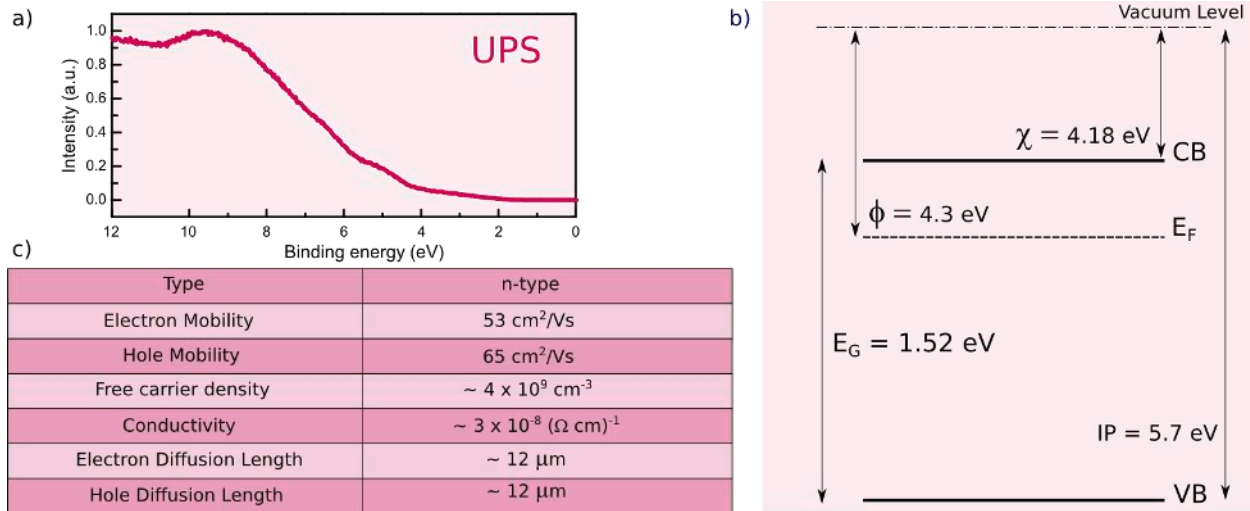 a)
UPS
Intensity (a.u.)
1.0
0.8
0.6
0.4
0.2
0.0
12 10 8 6 4 2 0
Binding energy (eV)
b)
Vacuum Level
χ = 4.18 eV
CB
ϕ = 4.3 eV
E_F
E_G = 1.52 eV
IP = 5.7 eV
VB
c)
Type n-type
Electron Mobility 53 cm²/Vs
Hole Mobility 65 cm²/Vs
Free carrier density ~ 4 x 10⁹ cm⁻³
Conductivity ~ 3 x 10⁻⁸ (Ω cm)⁻¹
Electron Diffusion Length ~ 12 μm
Hole Diffusion Length ~ 12 μm